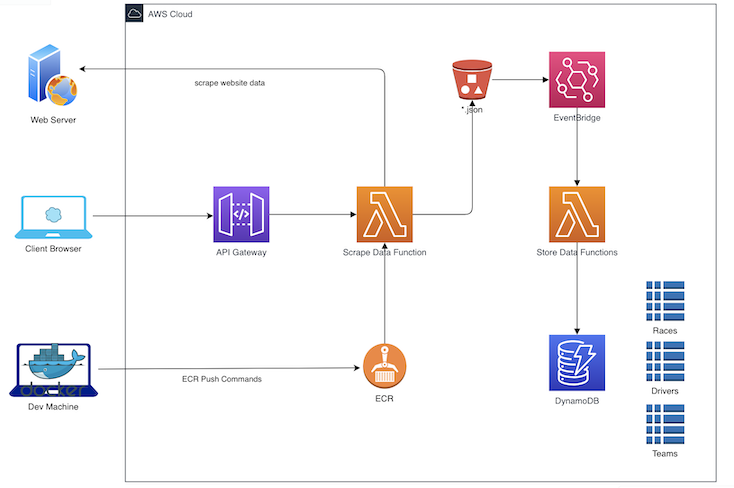 AWS Cloud
scrape website data
Web Server
*.json
EventBridge
Client Browser
API Gateway
Scrape Data Function
Store Data Functions
Races
docker
Dev Machine
ECR Push Commands
ECR
DynamoDB
Drivers
Teams